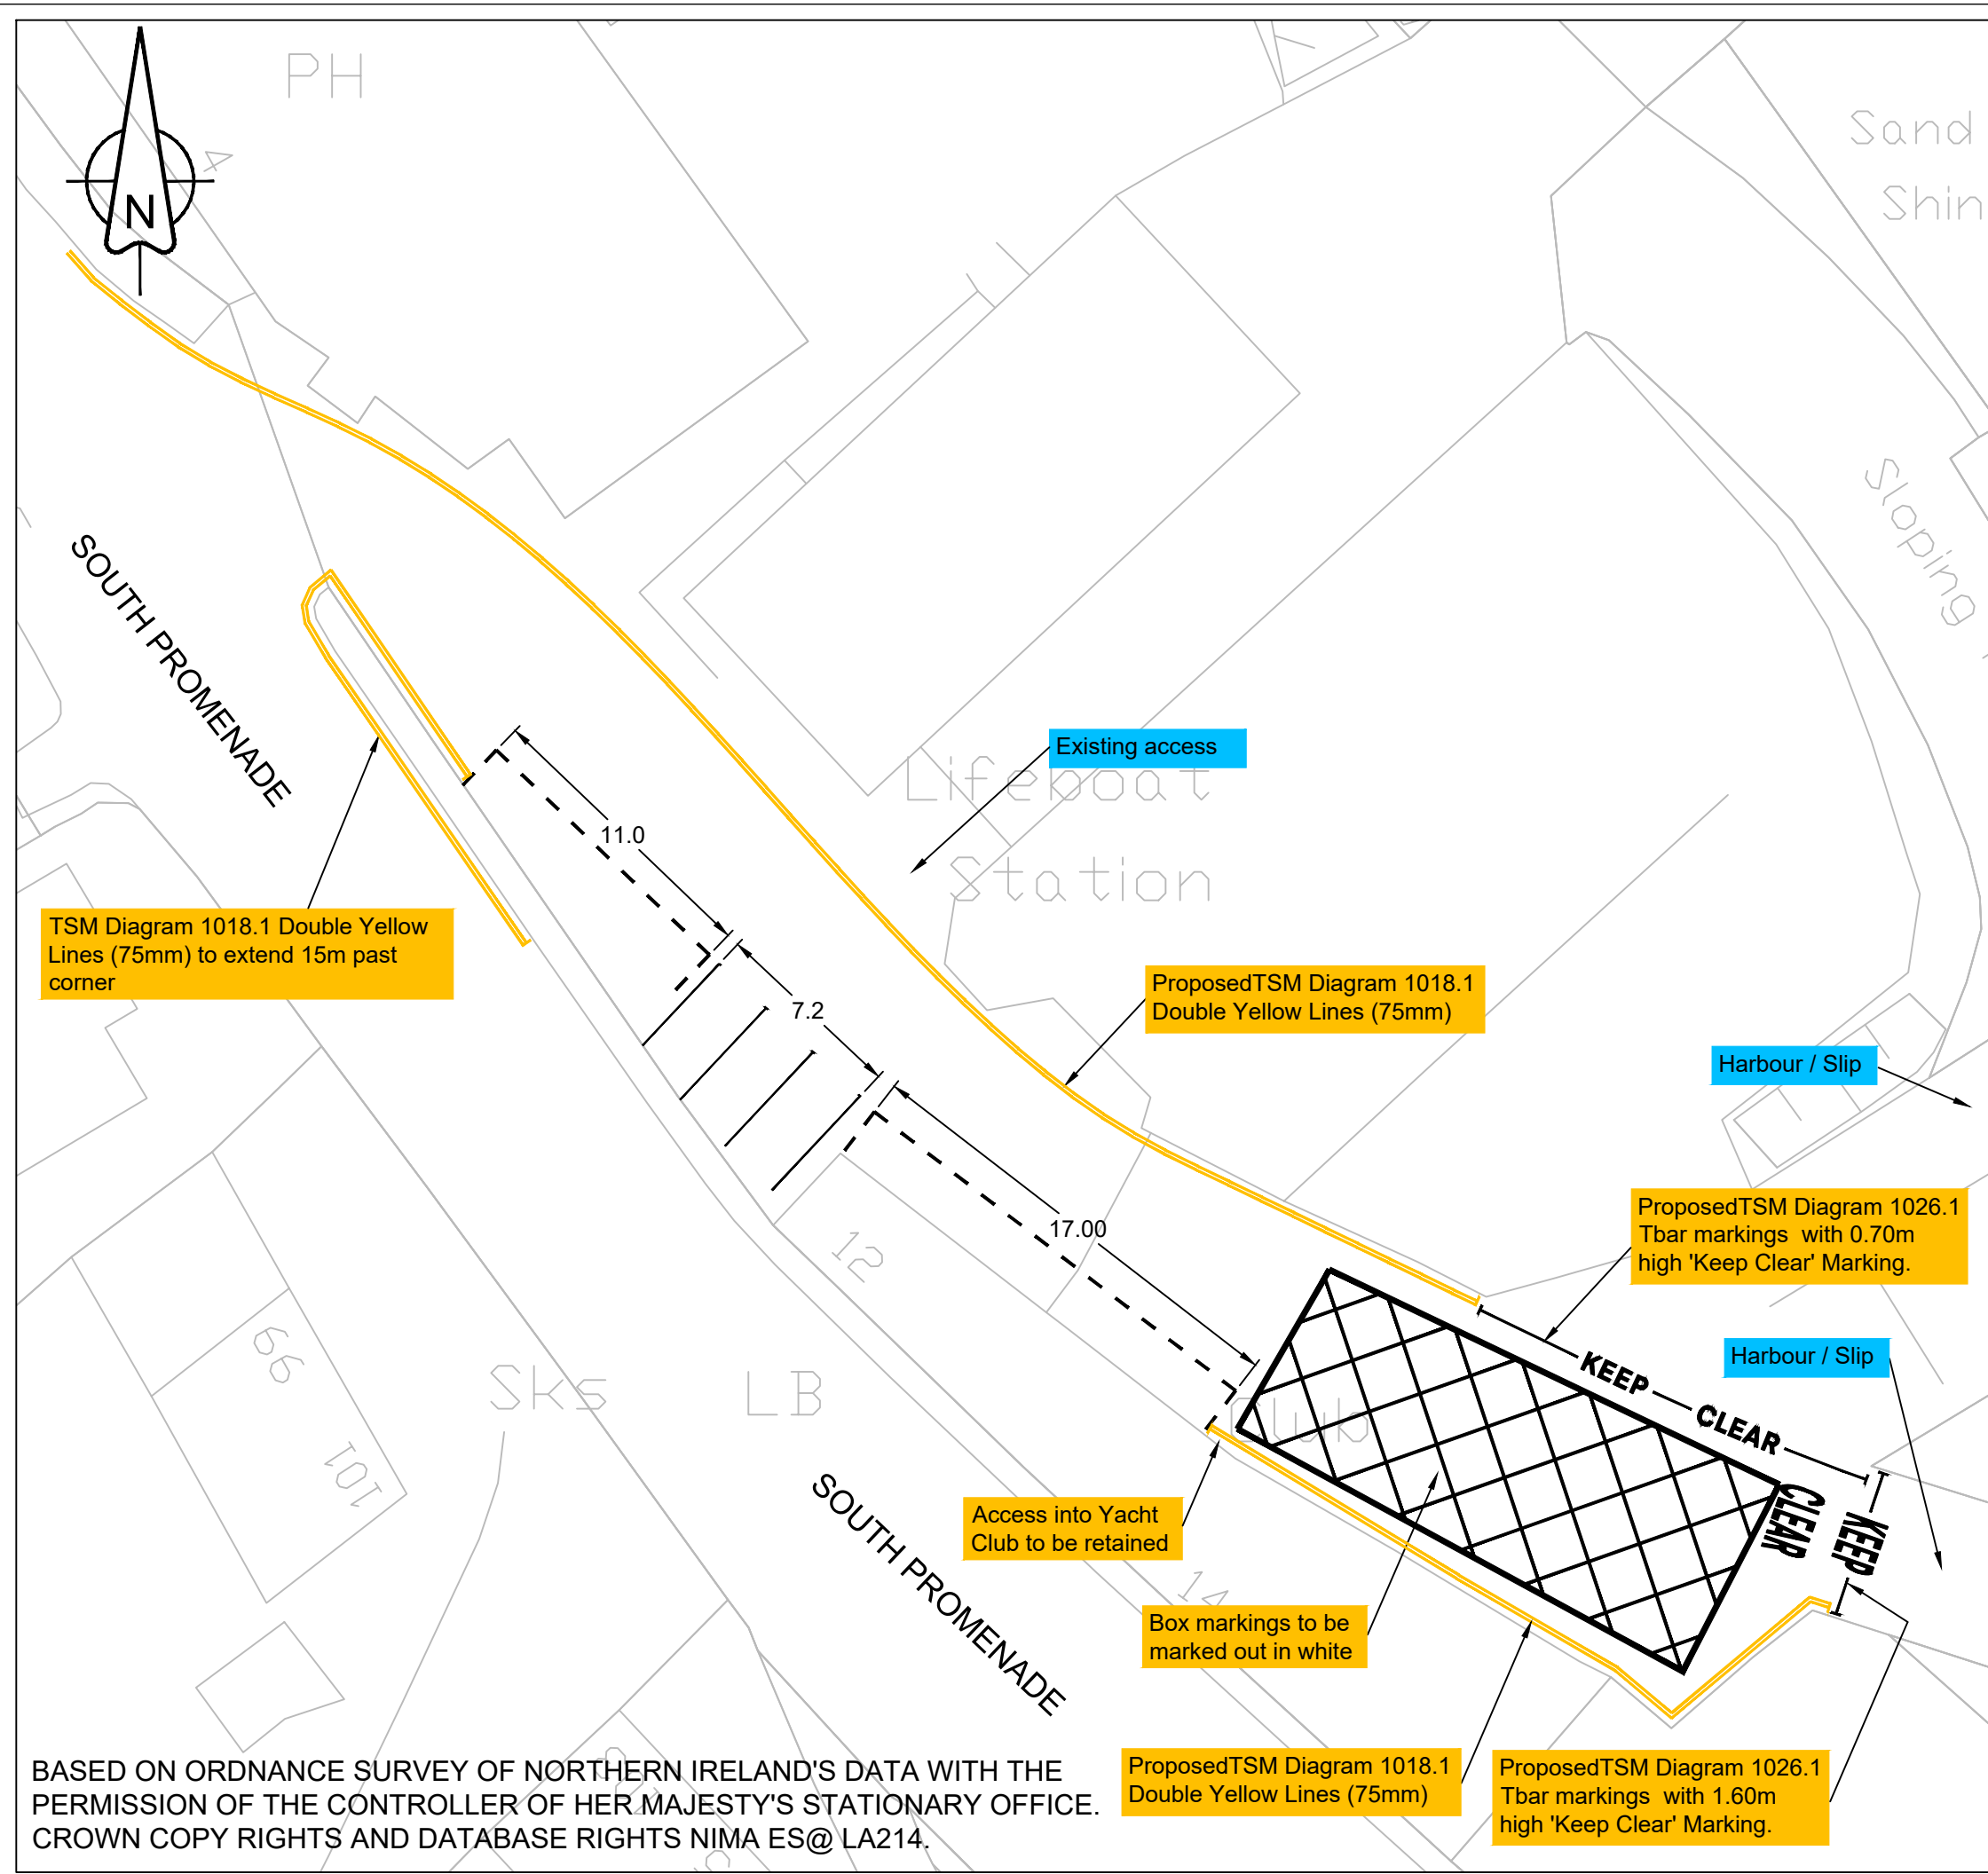 PH
N
4
Sand
Shin
Sloping
SOUTH PROMENADE
Existing access
Lifeboat
Station
11.0
TSM Diagram 1018.1 Double Yellow
Lines (75mm) to extend 15m past
corner
7.2
ProposedTSM Diagram 1018.1
Double Yellow Lines (75mm)
Harbour / Slip
17.00
ProposedTSM Diagram 1026.1
Tbar markings with 0.70m
high 'Keep Clear' Marking.
12
99
101
Sks
LB
Club
Harbour / Slip
KEEP
CLEAR
KEEP
CLEAR
SOUTH PROMENADE
Access into Yacht
Club to be retained
14
Box markings to be
marked out in white
ProposedTSM Diagram 1018.1
Double Yellow Lines (75mm)
ProposedTSM Diagram 1026.1
Tbar markings with 1.60m
high 'Keep Clear' Marking.
BASED ON ORDNANCE SURVEY OF NORTHERN IRELAND'S DATA WITH THE
PERMISSION OF THE CONTROLLER OF HER MAJESTY'S STATIONARY OFFICE.
CROWN COPY RIGHTS AND DATABASE RIGHTS NIMA ES@ LA214.